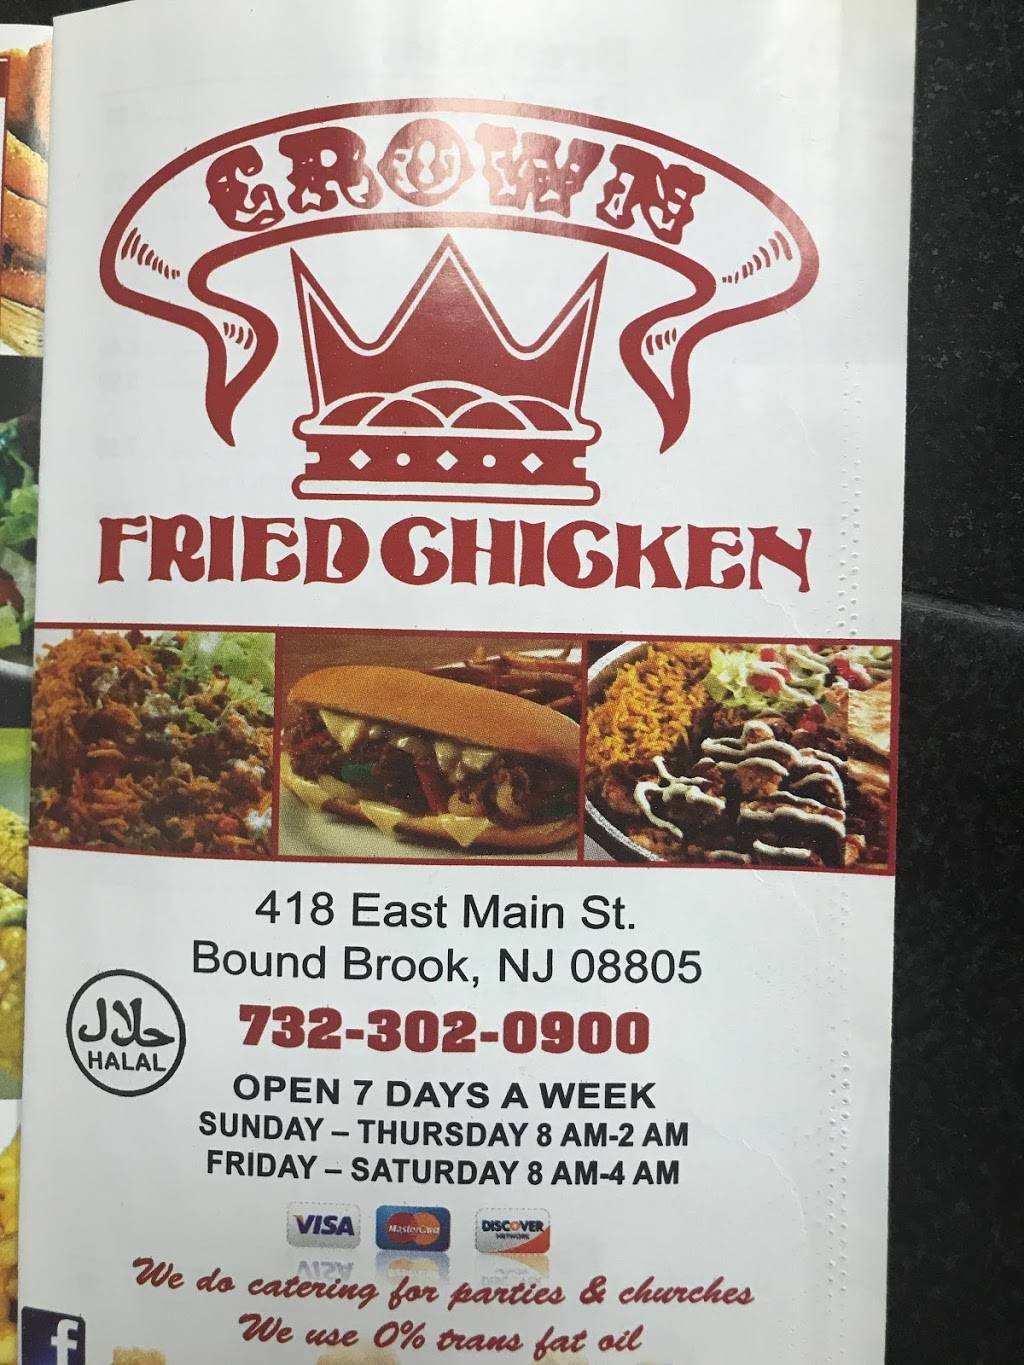 CROWN
FRIED CHICKEN
418 East Main St.
Bound Brook, NJ 08805
حلال
HALAL
732-302-0900
OPEN 7 DAYS A WEEK
SUNDAY – THURSDAY 8 AM-2 AM
FRIDAY – SATURDAY 8 AM-4 AM
VISA MasterCard DISCOVER
NETWORK
We do catering for parties & churches
We use 0% trans fat oil
f